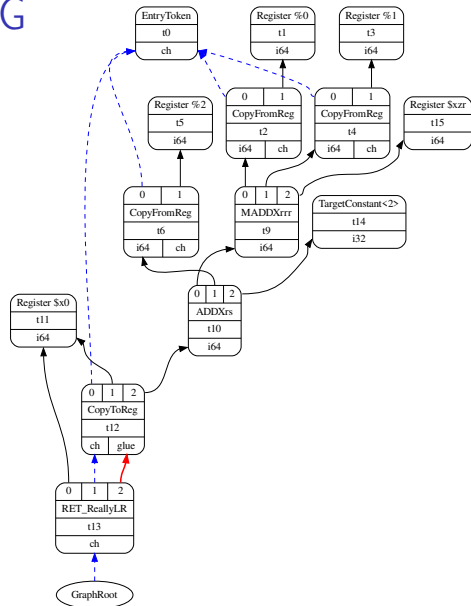 G
EntryToken
t0
ch
Register %0
t1
i64
Register %1
t3
i64
Register %2
t5
i64
0 1
CopyFromReg
t2
i64 ch
0 1
CopyFromReg
t4
i64 ch
Register $xzr
t15
i64
0 1
CopyFromReg
t6
i64 ch
0 1 2
MADDXrrr
t9
i64
TargetConstant<2>
t14
i32
Register $x0
t11
i64
0 1 2
ADDXrs
t10
i64
0 1 2
CopyToReg
t12
ch glue
0 1 2
RET_ReallyLR
t13
ch
GraphRoot